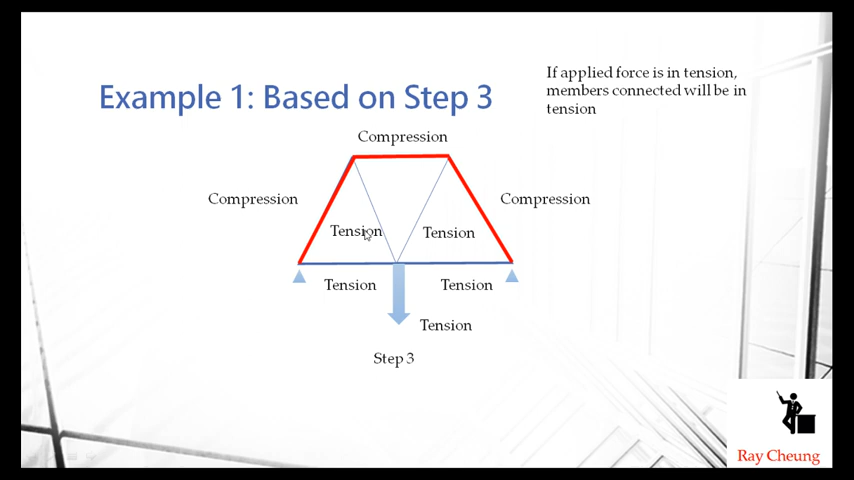 If applied force is in tension,
members connected will be in
tension
Example 1: Based on Step 3
Compression
Compression
Compression
Tension
Tension
Tension
Tension
Tension
Step 3
Ray Cheung